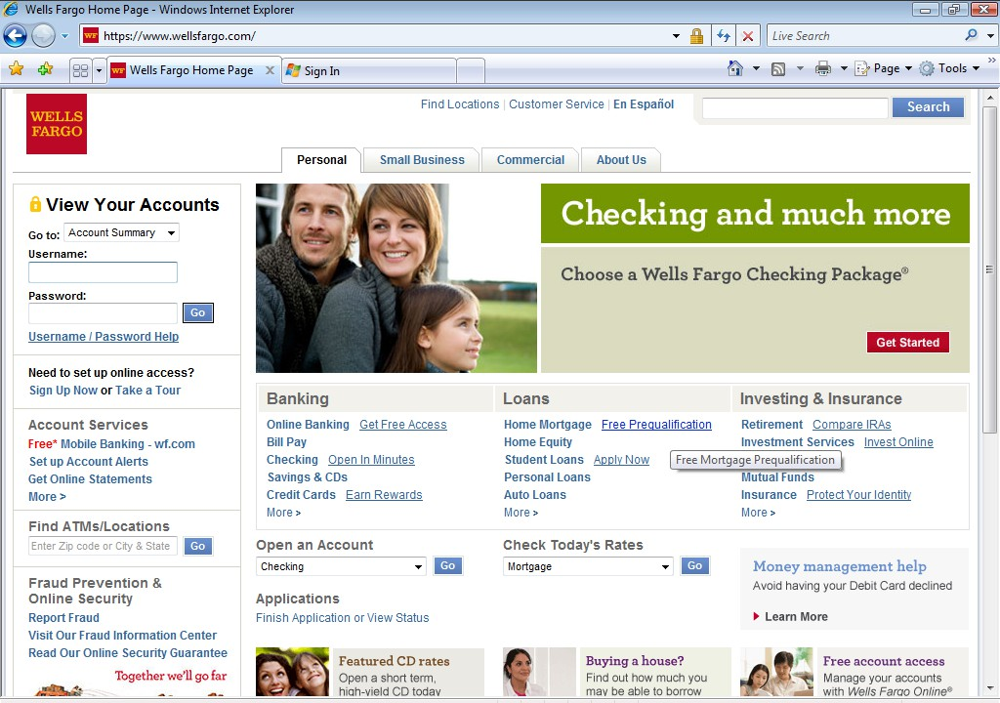 Wells Fargo Home Page - Windows Internet Explorer
WF https://www.wellsfargo.com/ Live Search
WF Wells Fargo Home Page Sign In Page Tools
WELLS
FARGO
Find Locations | Customer Service | En Español
Search
Personal Small Business Commercial About Us
View Your Accounts
Go to: Account Summary
Username:
Password:
Go
Username / Password Help
Need to set up online access?
Sign Up Now or Take a Tour
Account Services
Free* Mobile Banking - wf.com
Set up Account Alerts
Get Online Statements
More >
Find ATMs/Locations
Enter Zip code or City & State Go
Fraud Prevention &
Online Security
Report Fraud
Visit Our Fraud Information Center
Read Our Online Security Guarantee
Together we'll go far
Checking and much more
Choose a Wells Fargo Checking Package®
Get Started
Banking
Online Banking Get Free Access
Bill Pay
Checking Open In Minutes
Savings & CDs
Credit Cards Earn Rewards
More >
Loans
Home Mortgage Free Prequalification
Home Equity
Student Loans Apply Now
Personal Loans
Auto Loans
More >
Free Mortgage Prequalification
Investing & Insurance
Retirement Compare IRAs
Investment Services Invest Online
Mutual Funds
Insurance Protect Your Identity
More >
Open an Account
Checking Go
Check Today's Rates
Mortgage Go
Applications
Finish Application or View Status
Money management help
Avoid having your Debit Card declined
Learn More
Featured CD rates
Open a short term,
high-yield CD today
Buying a house?
Find out how much you
may be able to borrow
Free account access
Manage your accounts
with Wells Fargo Online®